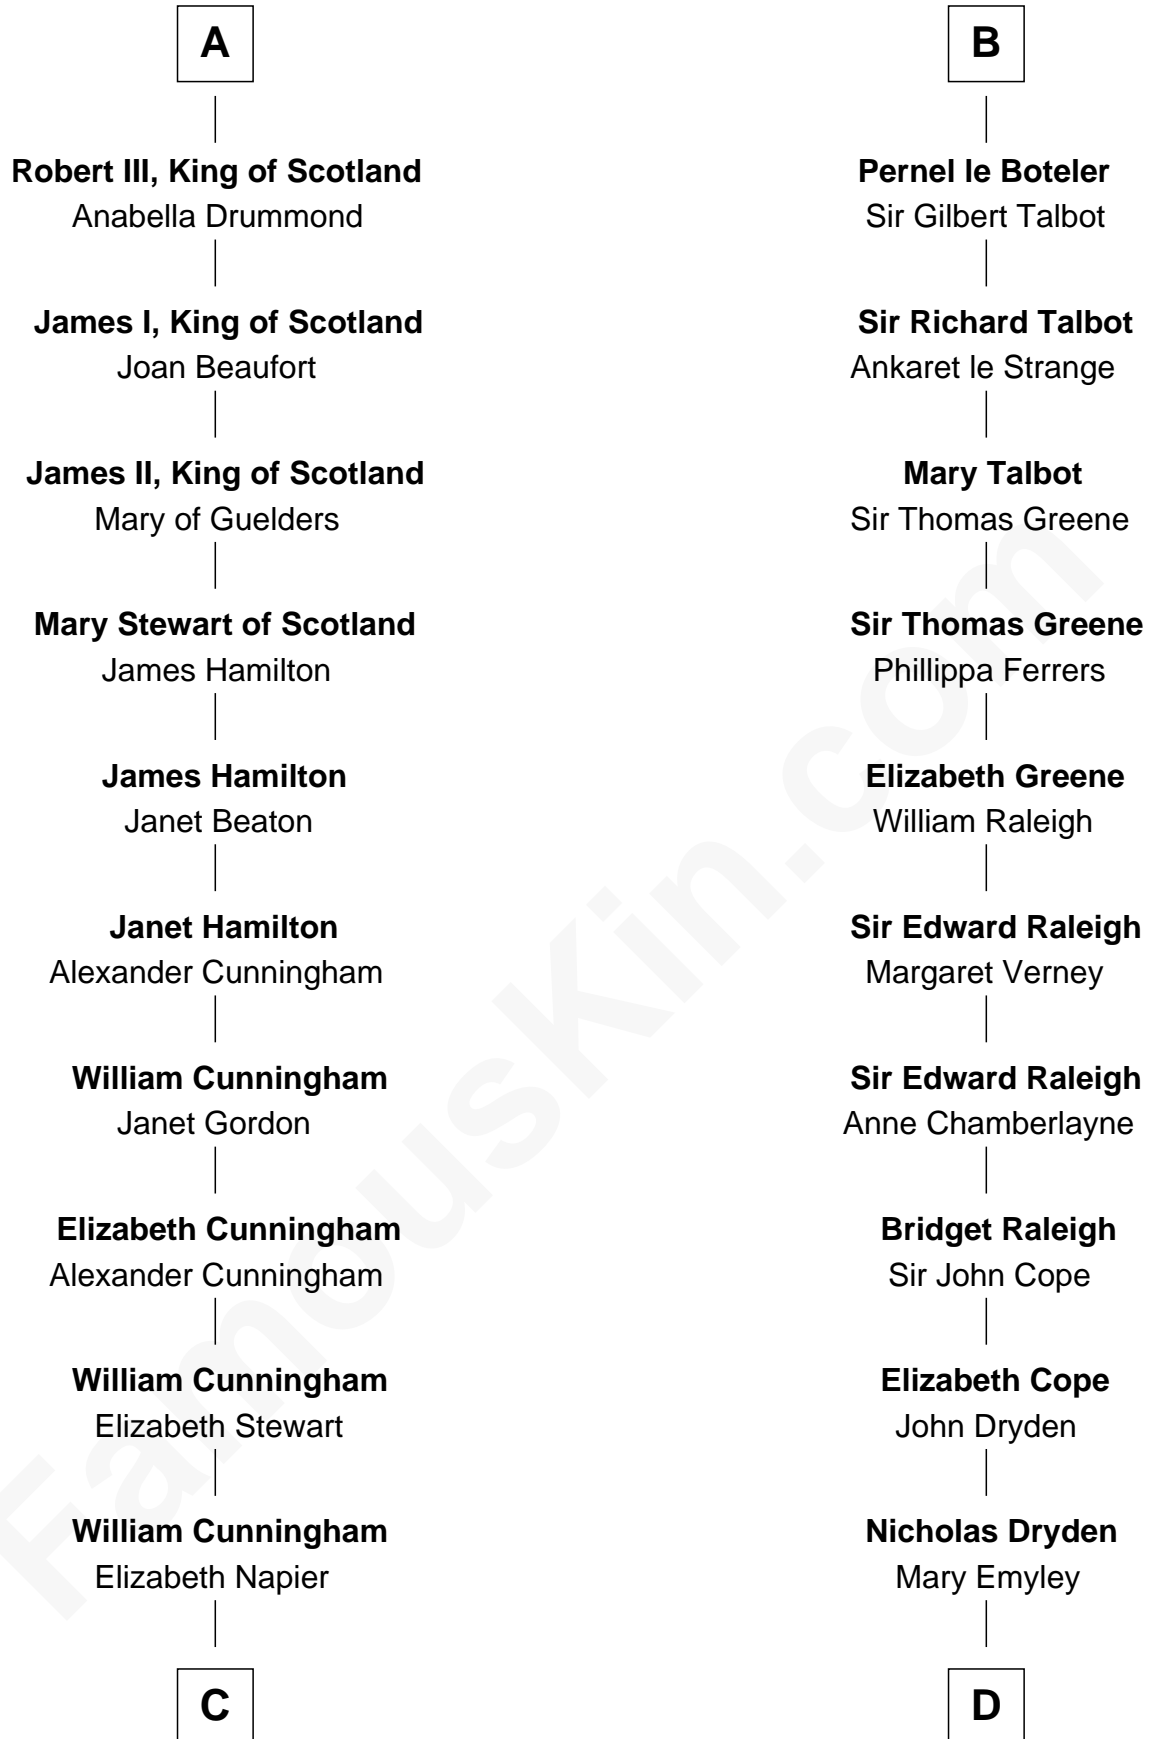 A
Robert III, King of Scotland
Anabella Drummond
James I, King of Scotland
Joan Beaufort
James II, King of Scotland
Mary of Guelders
Mary Stewart of Scotland
James Hamilton
James Hamilton
Janet Beaton
Janet Hamilton
Alexander Cunningham
William Cunningham
Janet Gordon
Elizabeth Cunningham
Alexander Cunningham
William Cunningham
Elizabeth Stewart
William Cunningham
Elizabeth Napier
C
B
Pernel le Boteler
Sir Gilbert Talbot
Sir Richard Talbot
Ankaret le Strange
Mary Talbot
Sir Thomas Greene
Sir Thomas Greene
Phillippa Ferrers
Elizabeth Greene
William Raleigh
Sir Edward Raleigh
Margaret Verney
Sir Edward Raleigh
Anne Chamberlayne
Bridget Raleigh
Sir John Cope
Elizabeth Cope
John Dryden
Nicholas Dryden
Mary Emyley
D
FamousKin.com